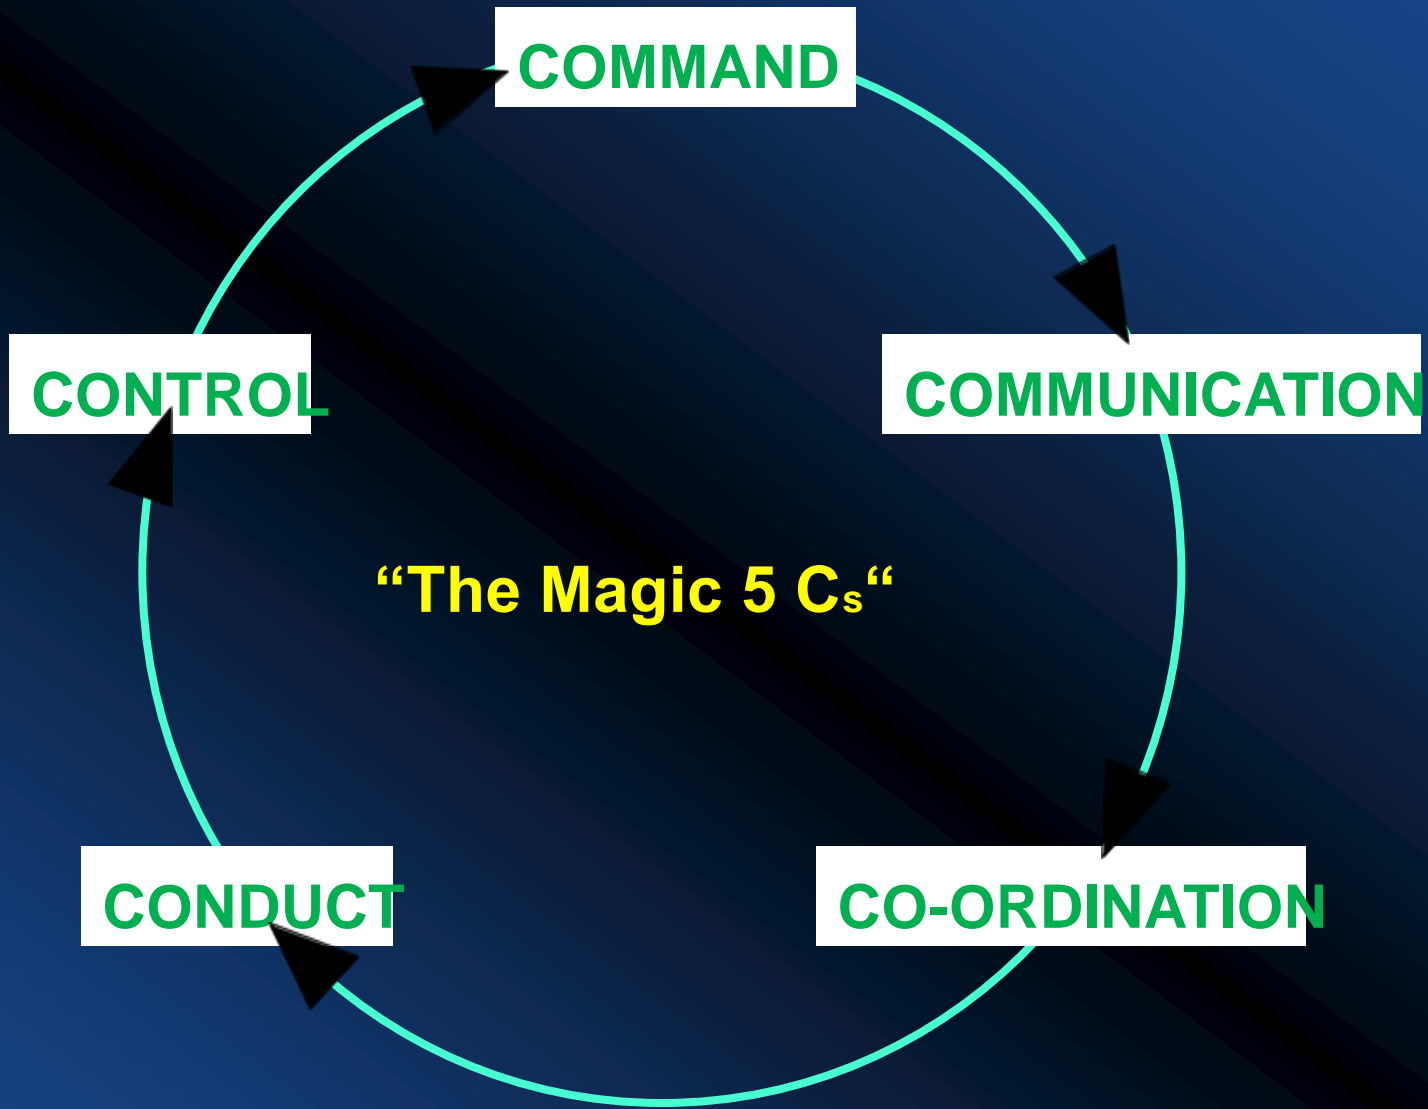 COMMAND
CONTROL
COMMUNICATION
“The Magic 5 Cs“
CONDUCT
CO-ORDINATION